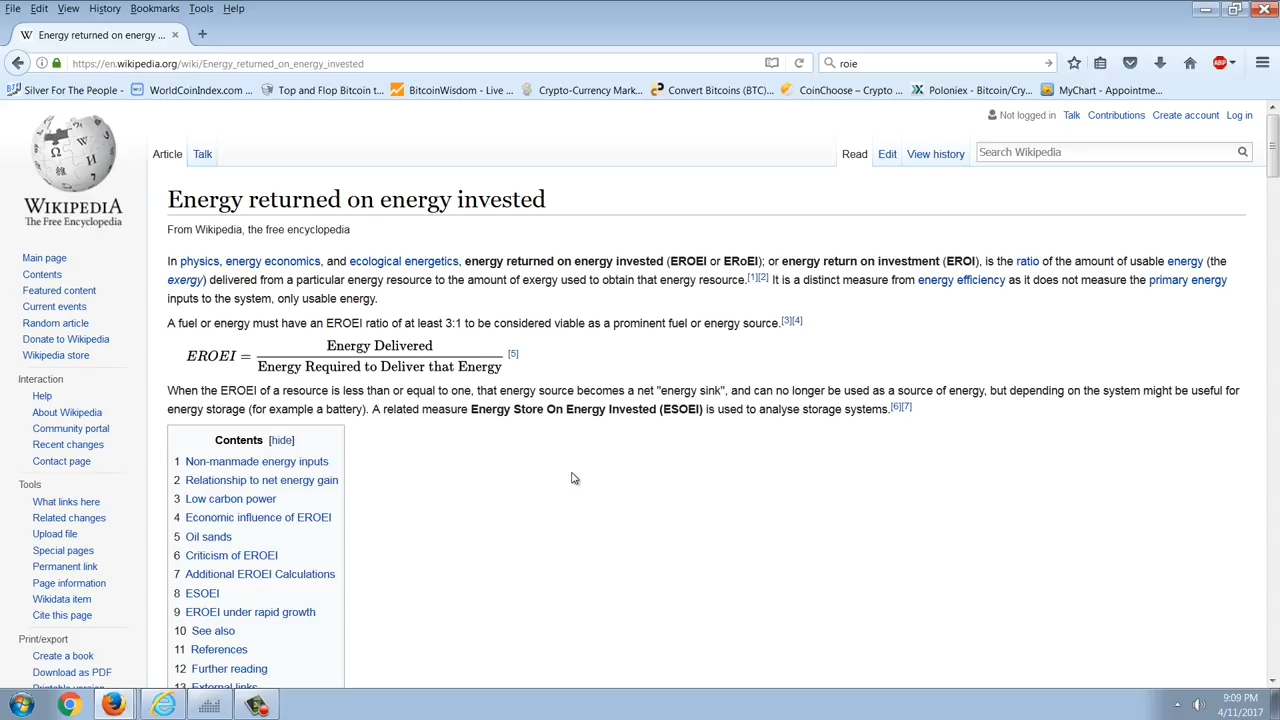 File Edit View History Bookmarks Tools Help
Energy returned on energy ...
https://en.wikipedia.org/wiki/Energy_returned_on_energy_invested
roie
ABP
Silver For The People - WorldCoinIndex.com ... Top and Flop Bitcoin t... BitcoinWisdom - Live ... Crypto-Currency Mark... Convert Bitcoins (BTC)... CoinChoose – Crypto ... Poloniex - Bitcoin/Cry... MyChart - Appointme...
Not logged in Talk Contributions Create account Log in
Article Talk Read Edit View history Search Wikipedia
WIKIPEDIA
The Free Encyclopedia
Main page
Contents
Featured content
Current events
Random article
Donate to Wikipedia
Wikipedia store
Interaction
Help
About Wikipedia
Community portal
Recent changes
Contact page
Tools
What links here
Related changes
Upload file
Special pages
Permanent link
Page information
Wikidata item
Cite this page
Print/export
Create a book
Download as PDF
Printable version
Energy returned on energy invested
From Wikipedia, the free encyclopedia
In physics, energy economics, and ecological energetics, energy returned on energy invested (EROEI or ERoEI); or energy return on investment (EROI), is the ratio of the amount of usable energy (the
exergy) delivered from a particular energy resource to the amount of exergy used to obtain that energy resource.[1][2] It is a distinct measure from energy efficiency as it does not measure the primary energy
inputs to the system, only usable energy.
A fuel or energy must have an EROEI ratio of at least 3:1 to be considered viable as a prominent fuel or energy source.[3][4]
Energy Delivered
EROEI = [5]
Energy Required to Deliver that Energy
When the EROEI of a resource is less than or equal to one, that energy source becomes a net "energy sink", and can no longer be used as a source of energy, but depending on the system might be useful for
energy storage (for example a battery). A related measure Energy Store On Energy Invested (ESOEI) is used to analyse storage systems.[6][7]
Contents [hide]
1 Non-manmade energy inputs
2 Relationship to net energy gain
3 Low carbon power
4 Economic influence of EROEI
5 Oil sands
6 Criticism of EROEI
7 Additional EROEI Calculations
8 ESOEI
9 EROEI under rapid growth
10 See also
11 References
12 Further reading
13 External links
9:09 PM
4/11/2017